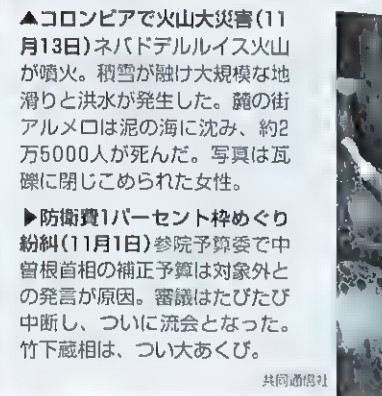 ▲コロンビアで火山大災害(11
月13日)ネバドデルルイス火山
が噴火。積雪が融け大規模な地
滑りと洪水が発生した。麓の街
アルメロは泥の海に沈み、約2
万5000人が死んだ。写真は瓦
礫に閉じこめられた女性。
▶防衛費1パーセント枠めぐり
紛糾(11月1日)参院予算委で中
曽根首相の補正予算は対象外と
の発言が原因。審議はたびたび
中断し、ついに流会となった。
竹下蔵相は、つい大あくび。
共同通信社